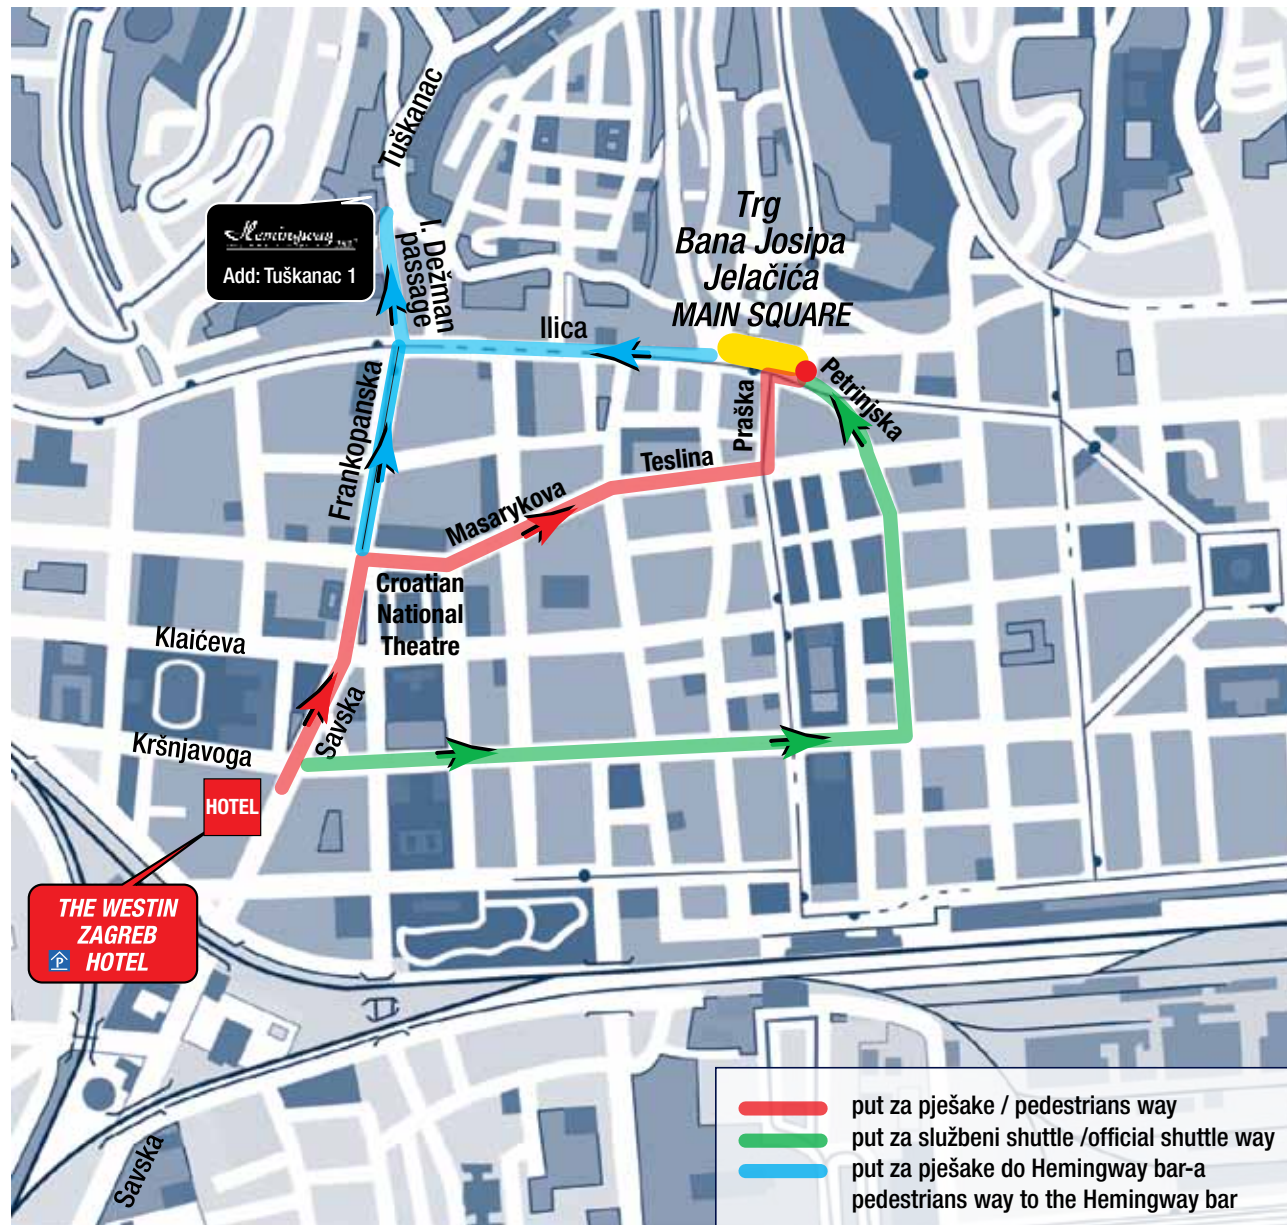 Tuškanac
Hemingway
Add: Tuškanac 1
I. Dežman
passage
Trg
Bana Josipa
Jelačića
MAIN SQUARE
Ilica
Petrinjska
Praška
Frankopanska
Teslina
Masarykova
Croatian
National
Theatre
Klaićeva
Savska
Kršnjavoga
HOTEL
THE WESTIN
ZAGREB
P HOTEL
Savska
put za pješake / pedestrians way
put za službeni shuttle /official shuttle way
put za pješake do Hemingway bar-a
pedestrians way to the Hemingway bar